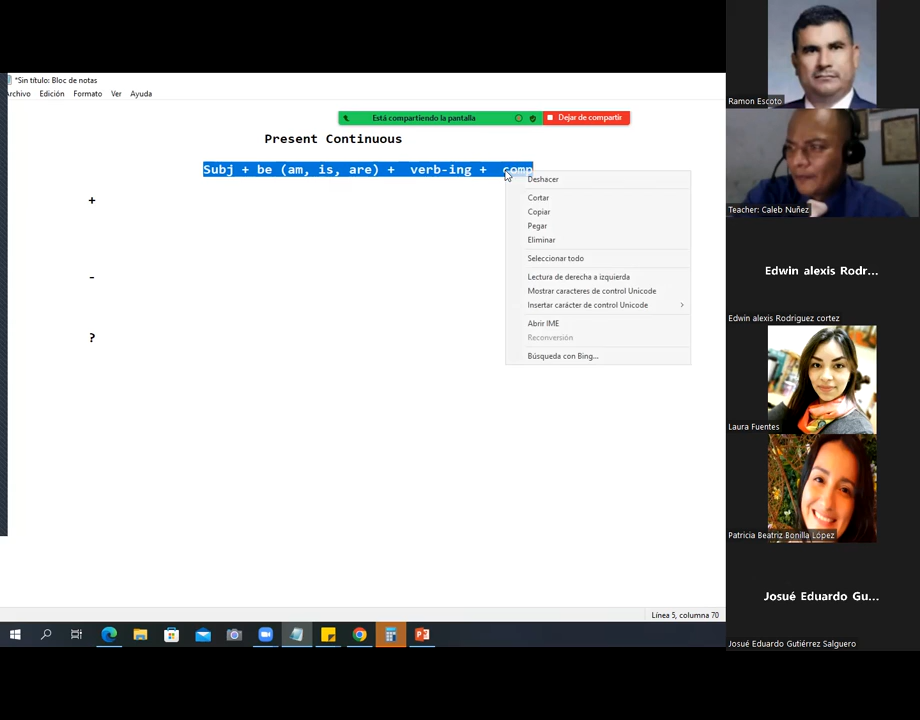 *Sin título: Bloc de notas
Archivo Edición Formato Ver Ayuda
Está compartiendo la pantalla
Dejar de compartir
Present Continuous
Subj + be (am, is, are) + verb-ing + comp
+
-
?
Deshacer
Cortar
Copiar
Pegar
Eliminar
Seleccionar todo
Lectura de derecha a izquierda
Mostrar caracteres de control Unicode
Insertar carácter de control Unicode
Abrir IME
Reconversión
Búsqueda con Bing...
Línea 5, columna 70
Ramon Escoto
Teacher: Caleb Nuñez
Edwin alexis Rodr...
Edwin alexis Rodriguez cortez
Laura Fuentes
Patricia Beatriz Bonilla López
Josué Eduardo Gu...
Josué Eduardo Gutiérrez Salguero